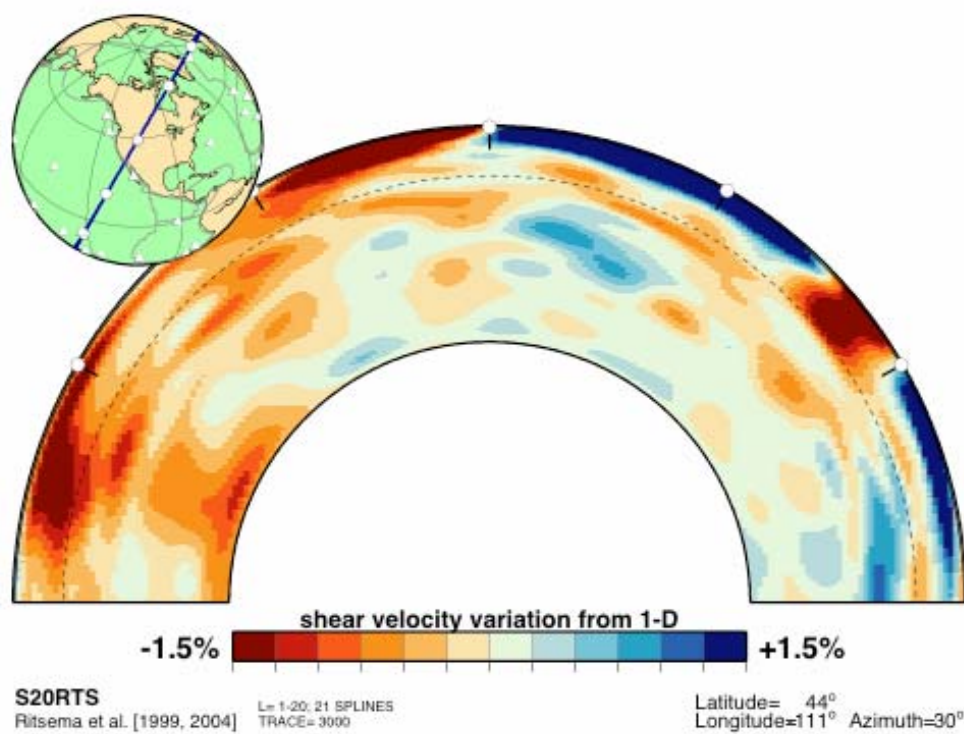 shear velocity variation from 1-D
-1.5%
+1.5%
S20RTS
Ritsema et al. [1999, 2004]
L= 1-20; 21 SPLINES
TRACE= 3000
Latitude= 44°
Longitude=-111° Azimuth=30°